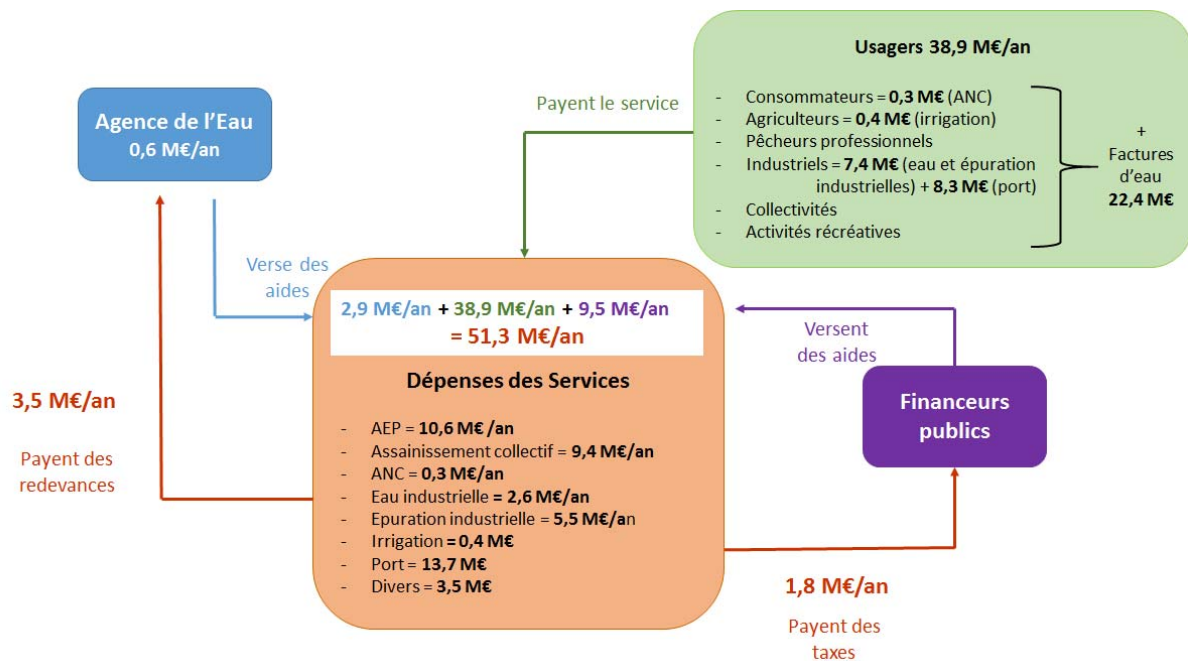 Usagers 38,9 M€/an
- Consommateurs = 0,3 M€ (ANC)
- Agriculteurs = 0,4 M€ (irrigation)
- Pêcheurs professionnels
- Industriels = 7,4 M€ (eau et épuration
industrielles) + 8,3 M€ (port)
- Collectivités
- Activités récréatives
+
Factures
d’eau
22,4 M€
Payent le service
Agence de l’Eau
0,6 M€/an
Verse des
aides
2,9 M€/an + 38,9 M€/an + 9,5 M€/an
= 51,3 M€/an
Dépenses des Services
- AEP = 10,6 M€ /an
- Assainissement collectif = 9,4 M€/an
- ANC = 0,3 M€/an
- Eau industrielle = 2,6 M€/an
- Epuration industrielle = 5,5 M€/an
- Irrigation = 0,4 M€
- Port = 13,7 M€
- Divers = 3,5 M€
Versent
des aides
Financeurs
publics
3,5 M€/an
Payent des
redevances
1,8 M€/an
Payent des
taxes